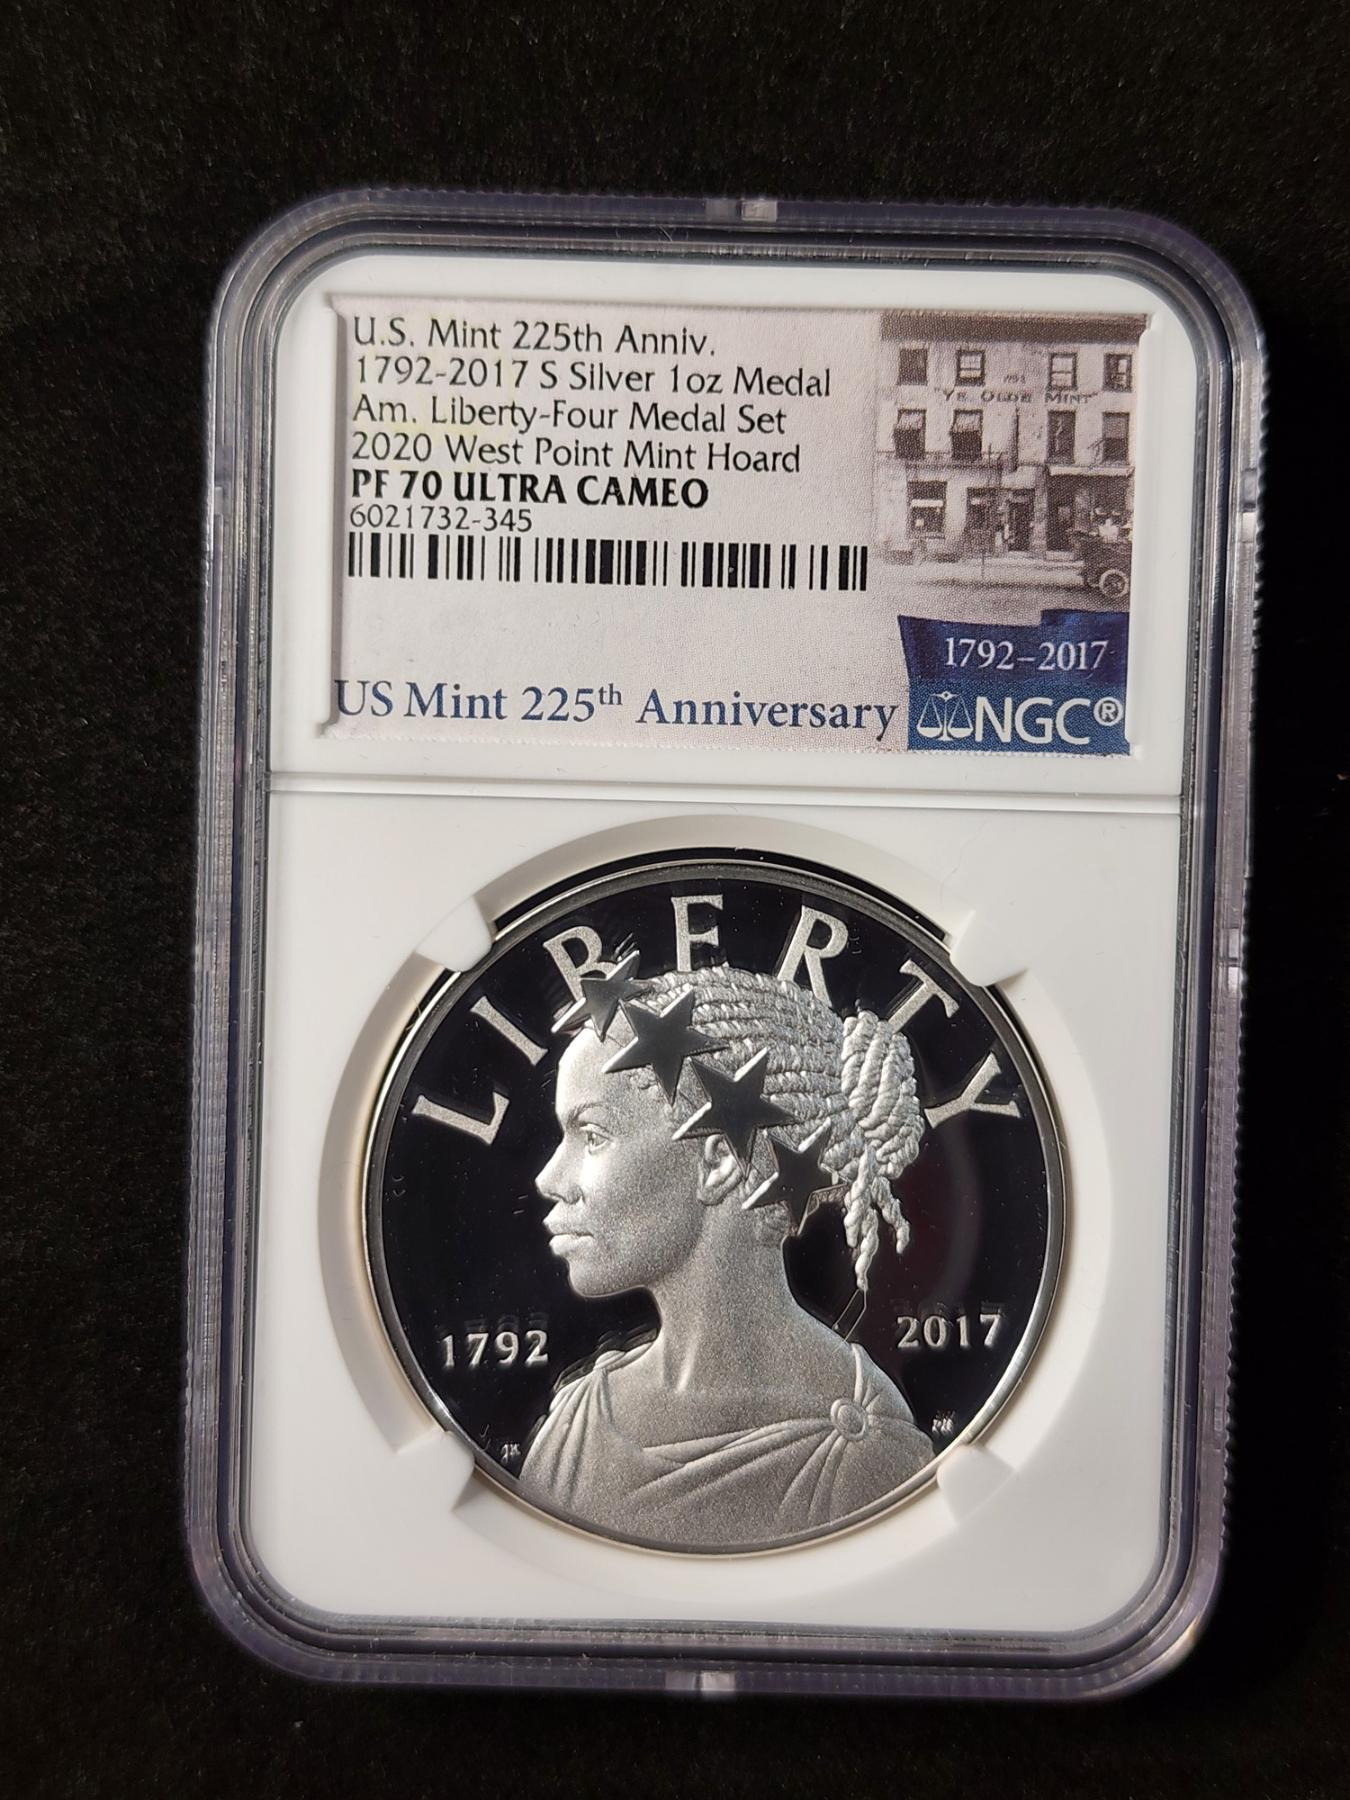 U.S. Mint 225th Anniv.
1792-2017 S Silver 1oz Medal
Am. Liberty-Four Medal Set
2020 West Point Mint Hoard
PF 70 ULTRA CAMEO
6021732-345
"YE OLDE MINT"
1792–2017
US Mint 225th Anniversary
NGC®
LIBERTY
1792
2017